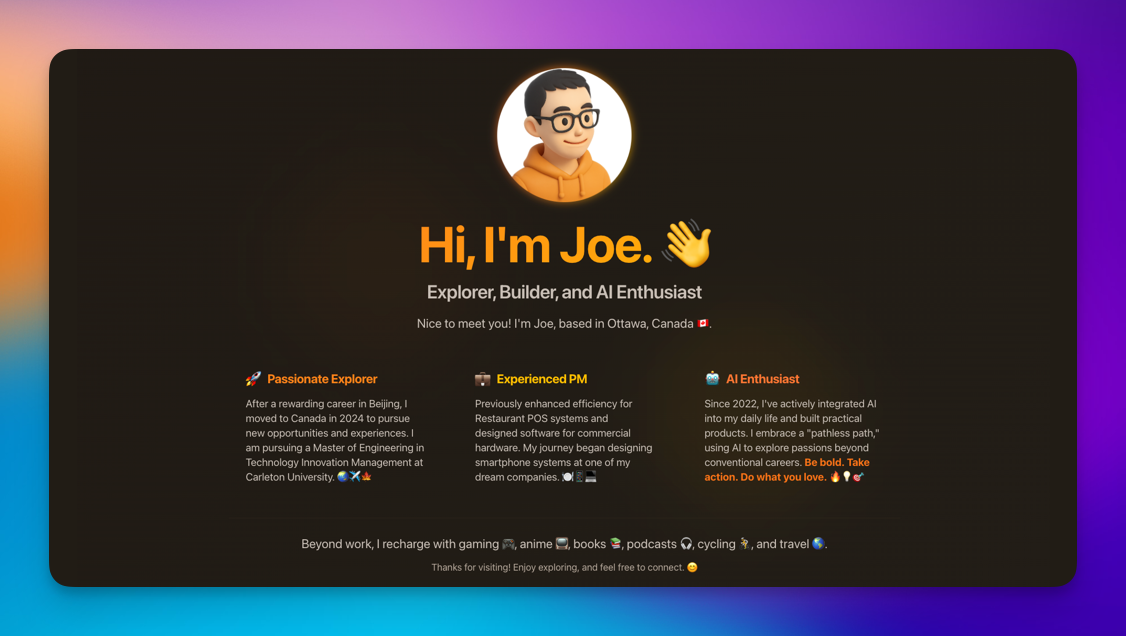 Hi, I'm Joe. 👋
Explorer, Builder, and AI Enthusiast
Nice to meet you! I'm Joe, based in Ottawa, Canada 🇨🇦.
🚀 Passionate Explorer
After a rewarding career in Beijing, I
moved to Canada in 2024 to pursue
new opportunities and experiences. I
am pursuing a Master of Engineering in
Technology Innovation Management at
Carleton University. 🌏✈️🍁
💼 Experienced PM
Previously enhanced efficiency for
Restaurant POS systems and
designed software for commercial
hardware. My journey began designing
smartphone systems at one of my
dream companies. 🍽️📱💻
🤖 AI Enthusiast
Since 2022, I've actively integrated AI
into my daily life and built practical
products. I embrace a "pathless path,"
using AI to explore passions beyond
conventional careers. Be bold. Take
action. Do what you love. 🔥💡🎯
Beyond work, I recharge with gaming 🎮, anime 📺, books 📚, podcasts 🎧, cycling 🚴, and travel 🌎.
Thanks for visiting! Enjoy exploring, and feel free to connect. 😊